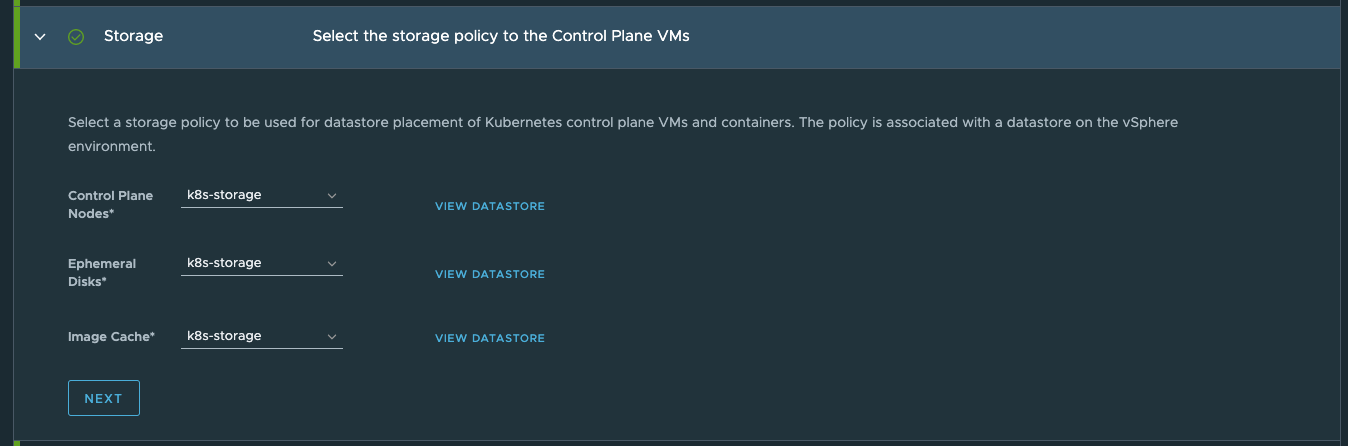 Storage Select the storage policy to the Control Plane VMs
Select a storage policy to be used for datastore placement of Kubernetes control plane VMs and containers. The policy is associated with a datastore on the vSphere
environment.
Control Plane k8s-storage VIEW DATASTORE
Nodes*
Ephemeral k8s-storage VIEW DATASTORE
Disks*
Image Cache* k8s-storage VIEW DATASTORE
NEXT